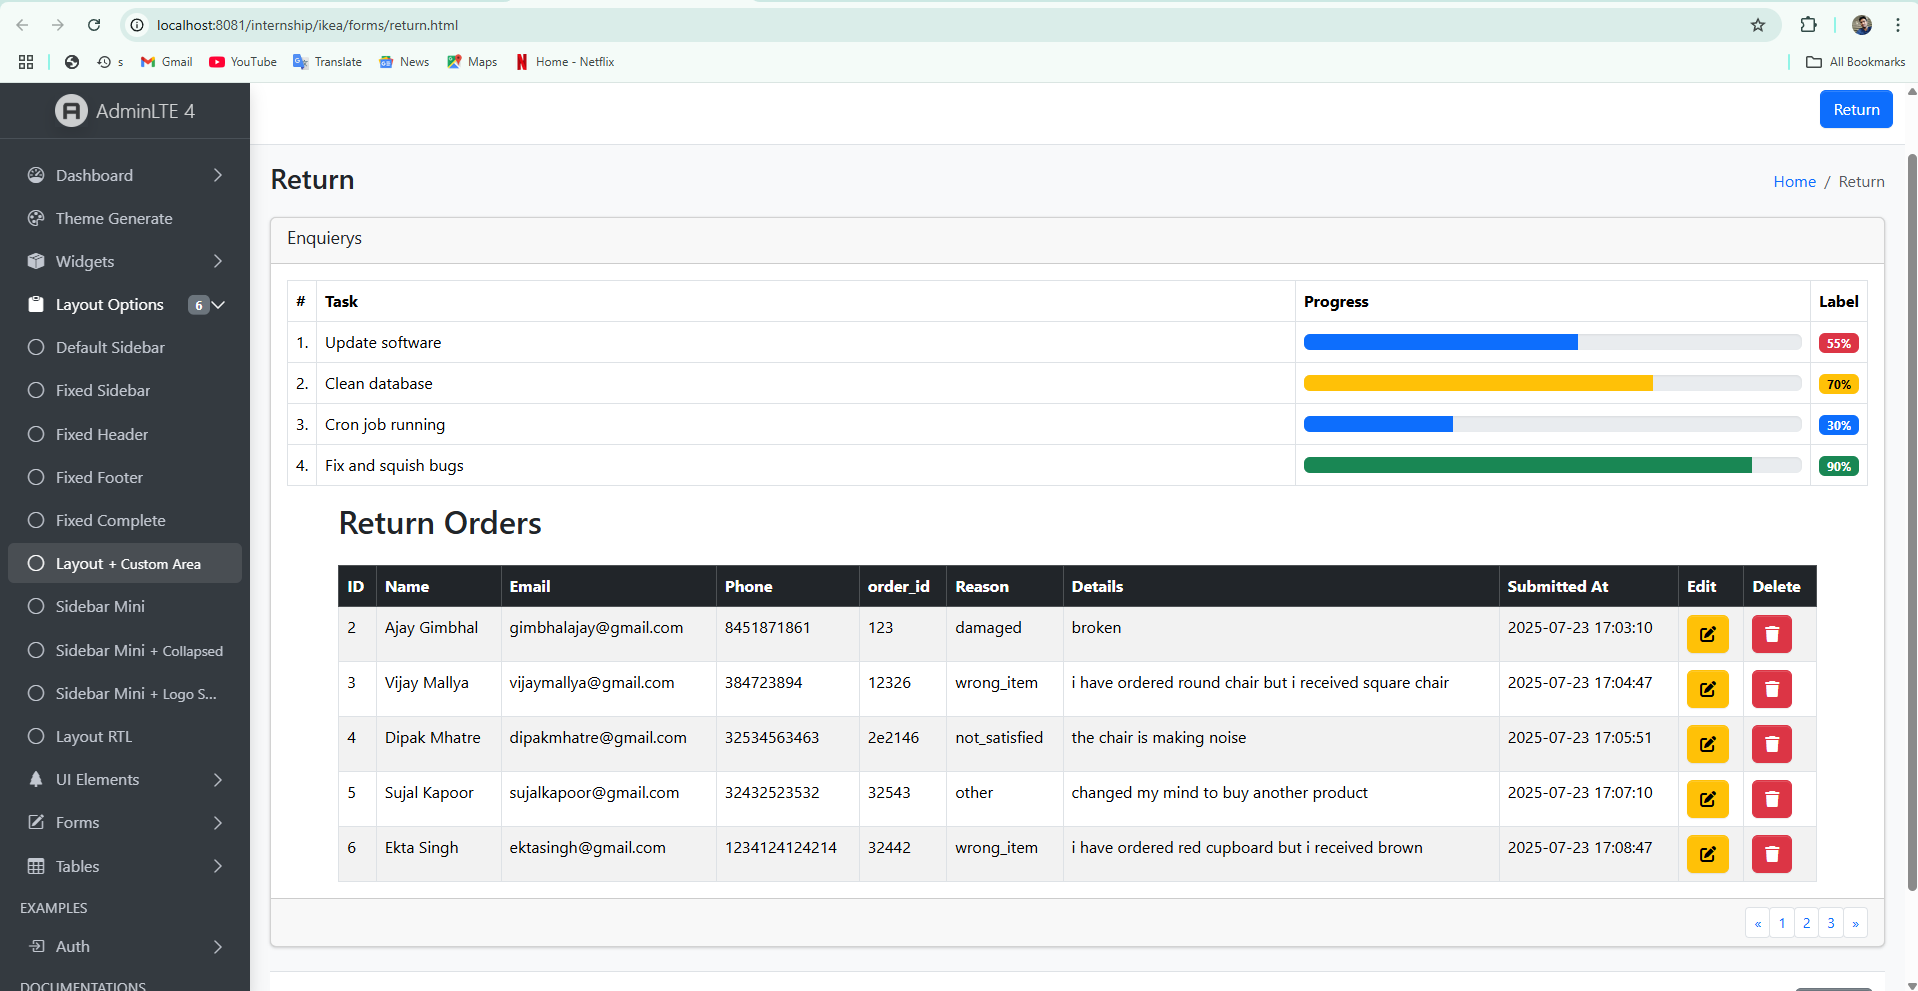 localhost:8081/internship/ikea/forms/return.html
s Gmail YouTube Translate News Maps Home - Netflix All Bookmarks
AdminLTE 4
Dashboard
Theme Generate
Widgets
Layout Options 6
Default Sidebar
Fixed Sidebar
Fixed Header
Fixed Footer
Fixed Complete
Layout + Custom Area
Sidebar Mini
Sidebar Mini + Collapsed
Sidebar Mini + Logo S...
Layout RTL
UI Elements
Forms
Tables
EXAMPLES
Auth
DOCUMENTATIONS
Return
Return
Home / Return
Enquierys
# Task Progress Label
1. Update software 55%
2. Clean database 70%
3. Cron job running 30%
4. Fix and squish bugs 90%
Return Orders
ID Name Email Phone order_id Reason Details Submitted At Edit Delete
2 Ajay Gimbhal gimbhalajay@gmail.com 8451871861 123 damaged broken 2025-07-23 17:03:10
3 Vijay Mallya vijaymallya@gmail.com 384723894 12326 wrong_item i have ordered round chair but i received square chair 2025-07-23 17:04:47
4 Dipak Mhatre dipakmhatre@gmail.com 32534563463 2e2146 not_satisfied the chair is making noise 2025-07-23 17:05:51
5 Sujal Kapoor sujalkapoor@gmail.com 32432523532 32543 other changed my mind to buy another product 2025-07-23 17:07:10
6 Ekta Singh ektasingh@gmail.com 1234124124214 32442 wrong_item i have ordered red cupboard but i received brown 2025-07-23 17:08:47
« 1 2 3 »